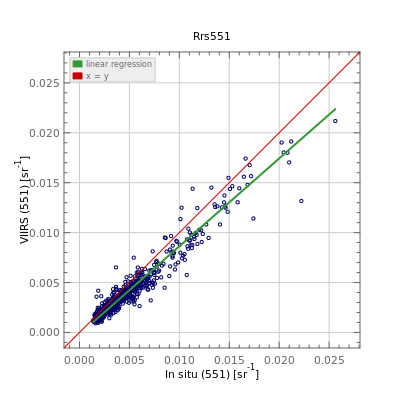 Rrs551
linear regression
x = y
0.025
0.020
0.015
0.010
0.005
0.000
VIIRS (551) [sr⁻¹]
0.000 0.005 0.010 0.015 0.020 0.025
In situ (551) [sr⁻¹]